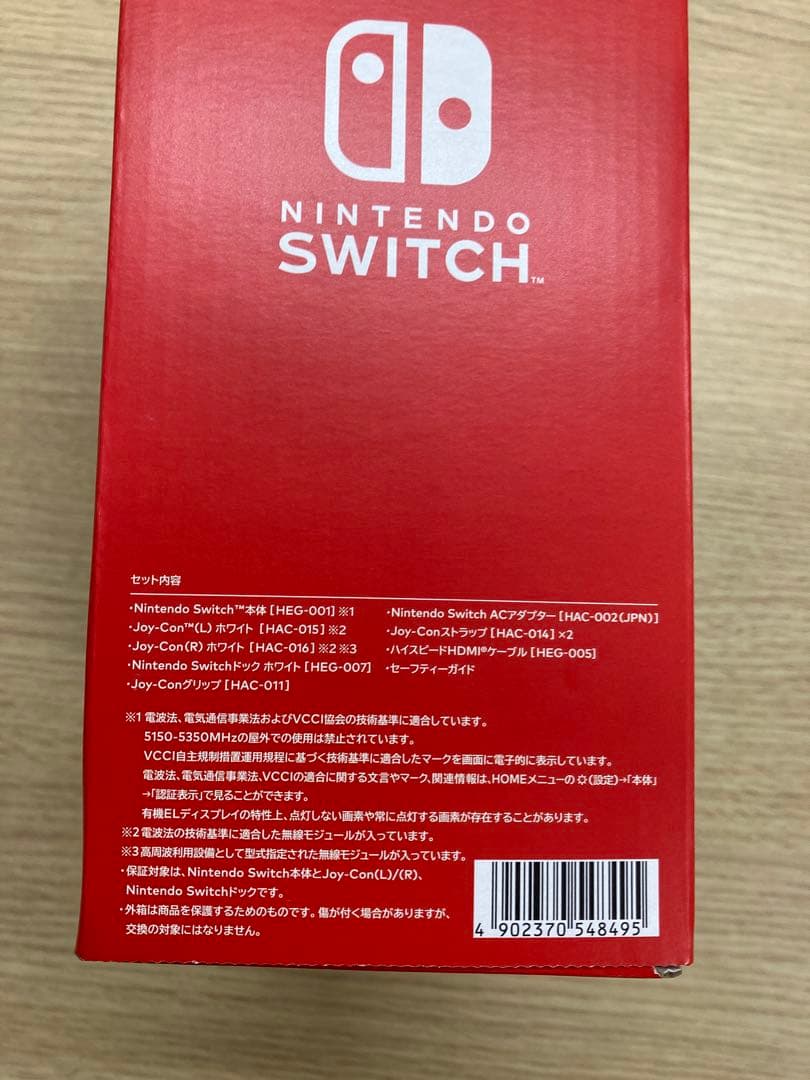 NINTENDO
SWITCH™
セット内容
・Nintendo Switch™本体 [HEG-001] ※1
・Joy-Con™(L) ホワイト [HAC-015] ※2
・Joy-Con(R) ホワイト [HAC-016] ※2 ※3
・Nintendo Switchドック ホワイト [HEG-007]
・Joy-Conグリップ [HAC-011]
・Nintendo Switch ACアダプター [HAC-002(JPN)]
・Joy-Conストラップ [HAC-014] ×2
・ハイスピードHDMI®ケーブル [HEG-005]
・セーフティーガイド
※1 電波法、電気通信事業法およびVCCI協会の技術基準に適合しています。
5150-5350MHzの屋外での使用は禁止されています。
VCCI自主規制措置運用規程に基づく技術基準に適合したマークを画面に電子的に表示しています。
電波法、電気通信事業法、VCCIの適合に関する文言やマーク、関連情報は、HOMEメニューの(設定)→「本体」
→「認証表示」で見ることができます。
有機ELディスプレイの特性上、点灯しない画素や常に点灯する画素が存在することがあります。
※2 電波法の技術基準に適合した無線モジュールが入っています。
※3 高周波利用設備として型式指定された無線モジュールが入っています。
・保証対象は、Nintendo Switch本体とJoy-Con(L)/(R)、
Nintendo Switchドックです。
・外箱は商品を保護するためのものです。傷が付く場合がありますが、
交換の対象にはなりません。
4 902370 548495